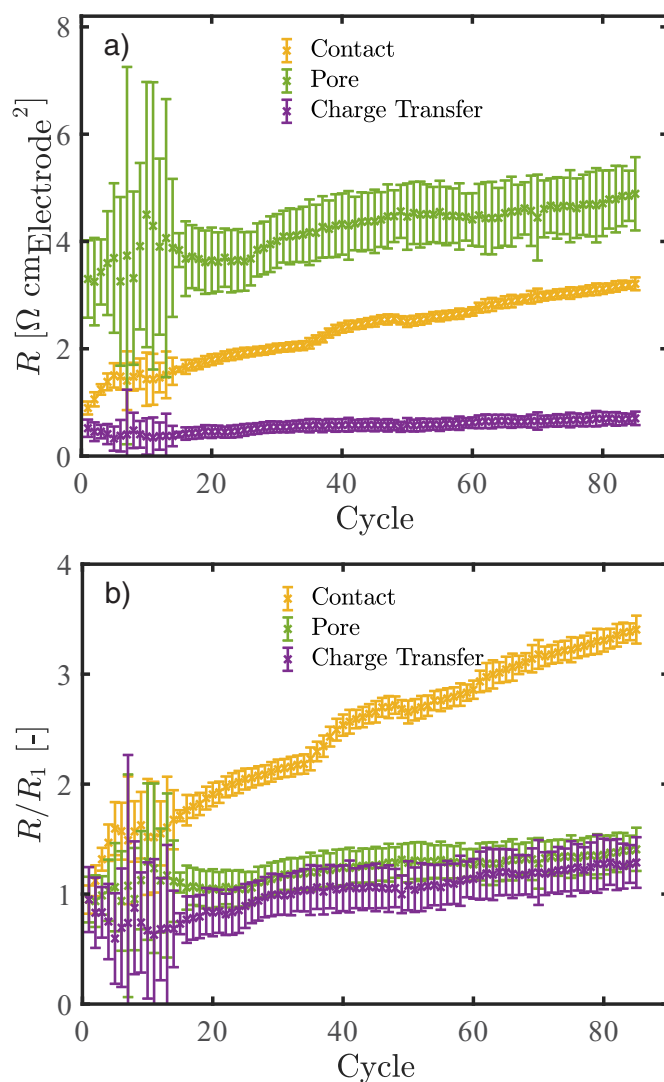 a)
Contact
Pore
Charge Transfer
R [Ω cmElectrode²]
8
6
4
2
0
0 20 40 60 80
Cycle
b)
Contact
Pore
Charge Transfer
R/R₁ [-]
4
3
2
1
0
0 20 40 60 80
Cycle